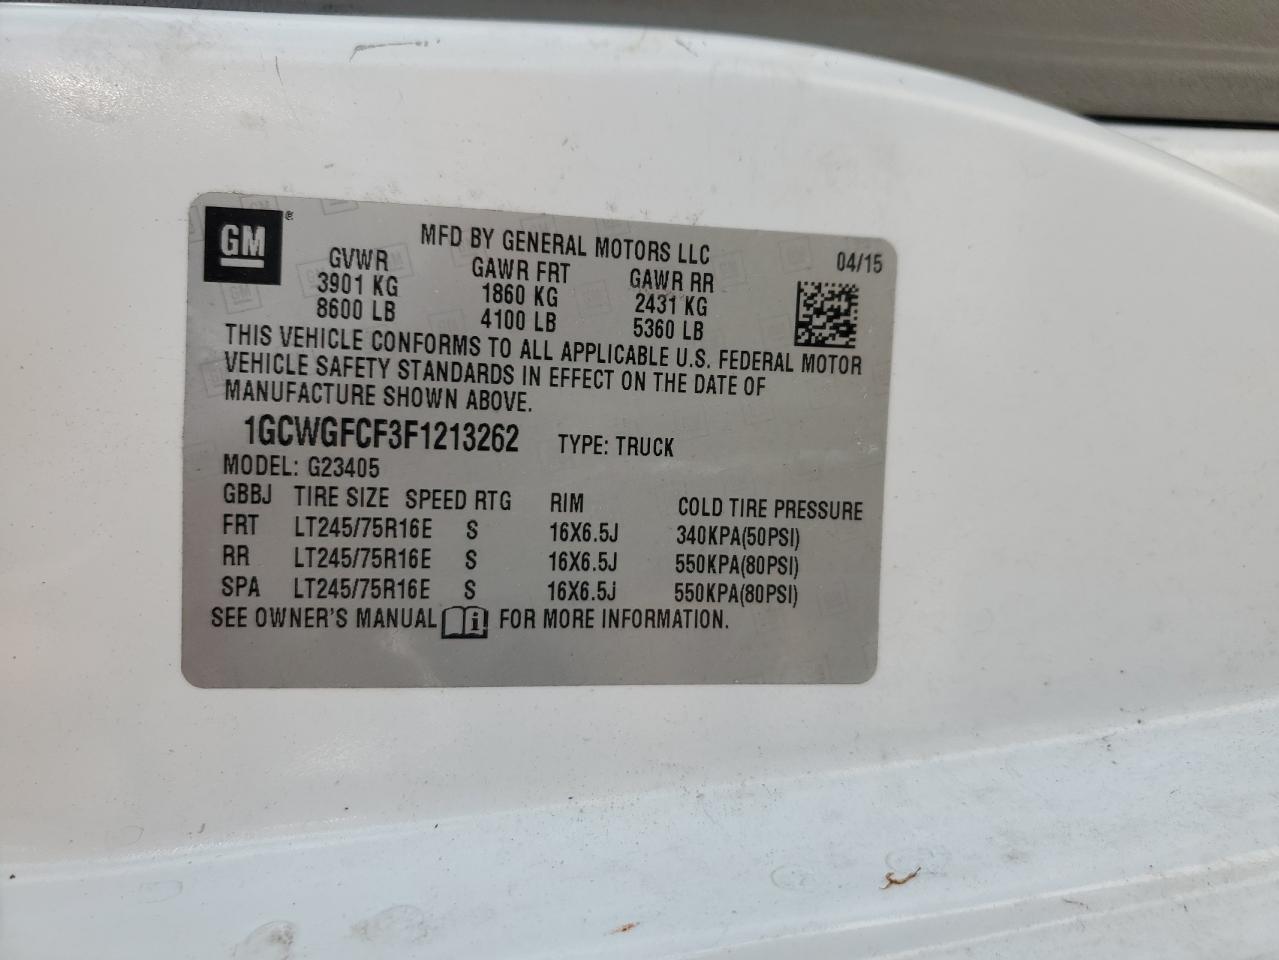 GM ®
MFD BY GENERAL MOTORS LLC 04/15
GVWR GAWR FRT GAWR RR
3901 KG 1860 KG 2431 KG
8600 LB 4100 LB 5360 LB
THIS VEHICLE CONFORMS TO ALL APPLICABLE U.S. FEDERAL MOTOR
VEHICLE SAFETY STANDARDS IN EFFECT ON THE DATE OF
MANUFACTURE SHOWN ABOVE.
1GCWGFCF3F1213262 TYPE: TRUCK
MODEL: G23405
GBBJ TIRE SIZE SPEED RTG RIM COLD TIRE PRESSURE
FRT LT245/75R16E S 16X6.5J 340KPA(50PSI)
RR LT245/75R16E S 16X6.5J 550KPA(80PSI)
SPA LT245/75R16E S 16X6.5J 550KPA(80PSI)
SEE OWNER'S MANUAL i FOR MORE INFORMATION.